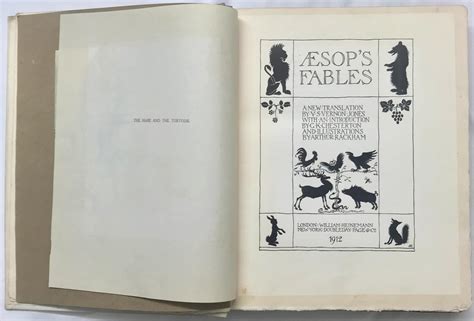 THE HARE AND THE TORTOISE
ÆSOP'S
FABLES
A NEW TRANSLATION
BY V·S·VERNON·JONES
WITH AN INTRODUCTION
BY G·K·CHESTERTON
AND ILLUSTRATIONS
BY ARTHUR RACKHAM
LONDON: WILLIAM HEINEMANN
NEW YORK: DOUBLEDAY PAGE & Co
1912